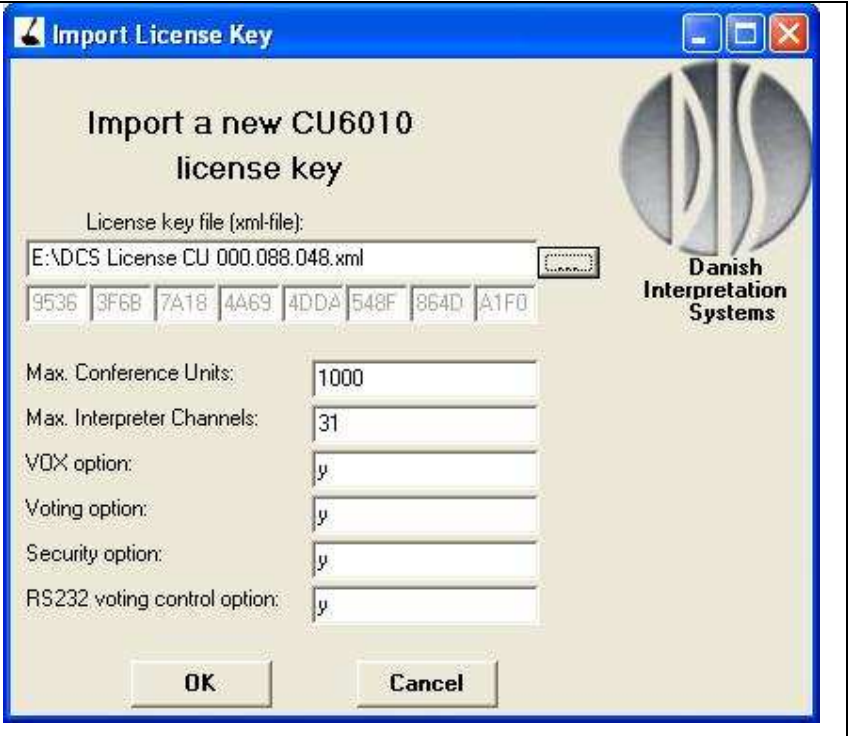 Import License Key
Import a new CU6010
license key
License key file (xml-file):
E:\DCS License CU 000.088.048.xml
....
9536 3F6B 7A18 4A69 4DDA 548F 864D A1F0
DIS
Danish
Interpretation
Systems
Max. Conference Units: 1000
Max. Interpreter Channels: 31
VOX option: y
Voting option: y
Security option: y
RS232 voting control option: y
OK Cancel